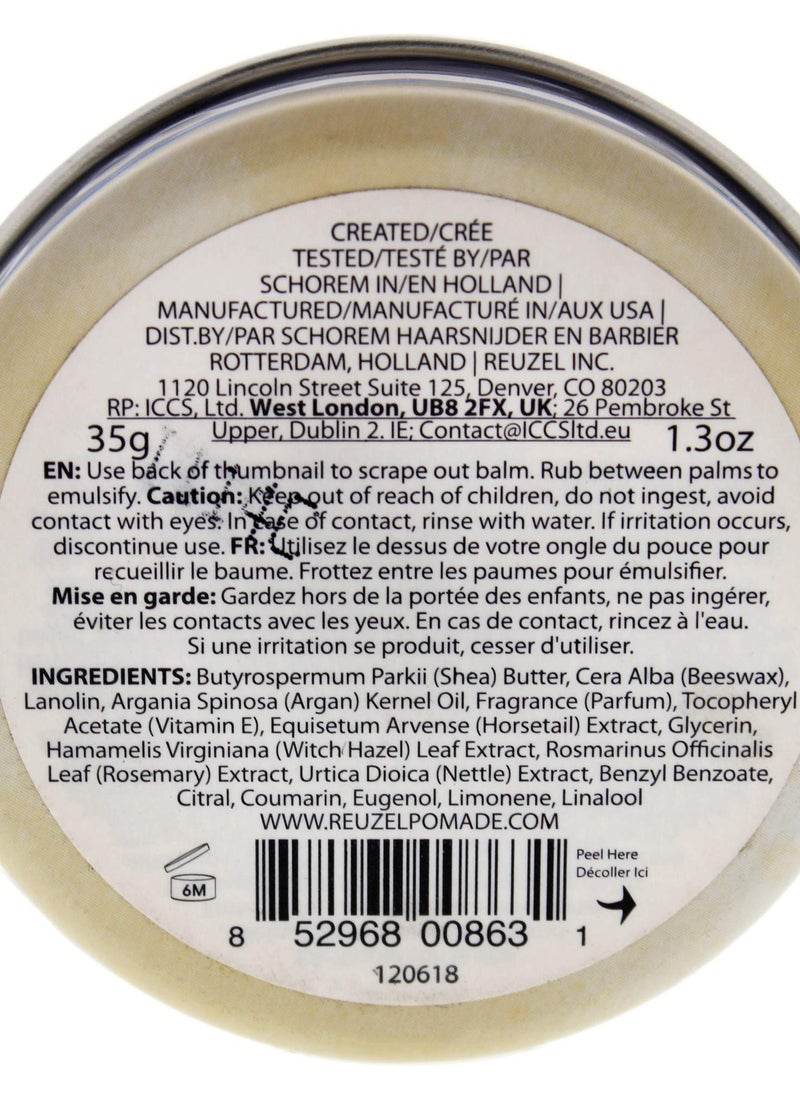 CREATED/CRÉE
TESTED/TESTÉ BY/PAR
SCHOREM IN/EN HOLLAND |
MANUFACTURED/MANUFACTURÉ IN/AUX USA |
DIST.BY/PAR SCHOREM HAARSNIJDER EN BARBIER
ROTTERDAM, HOLLAND | REUZEL INC.
1120 Lincoln Street Suite 125, Denver, CO 80203
RP: ICCS, Ltd. West London, UB8 2FX, UK; 26 Pembroke St
35g Upper, Dublin 2. IE; Contact@ICCSltd.eu 1.3oz
EN: Use back of thumbnail to scrape out balm. Rub between palms to
emulsify. Caution: Keep out of reach of children, do not ingest, avoid
contact with eyes. In case of contact, rinse with water. If irritation occurs,
discontinue use. FR: Utilisez le dessus de votre ongle du pouce pour
recueillir le baume. Frottez entre les paumes pour émulsifier.
Mise en garde: Gardez hors de la portée des enfants, ne pas ingérer,
éviter les contacts avec les yeux. En cas de contact, rincez à l'eau.
Si une irritation se produit, cesser d'utiliser.
INGREDIENTS: Butyrospermum Parkii (Shea) Butter, Cera Alba (Beeswax),
Lanolin, Argania Spinosa (Argan) Kernel Oil, Fragrance (Parfum), Tocopheryl
Acetate (Vitamin E), Equisetum Arvense (Horsetail) Extract, Glycerin,
Hamamelis Virginiana (Witch Hazel) Leaf Extract, Rosmarinus Officinalis
Leaf (Rosemary) Extract, Urtica Dioica (Nettle) Extract, Benzyl Benzoate,
Citral, Coumarin, Eugenol, Limonene, Linalool
WWW.REUZELPOMADE.COM
6M
Peel Here
Décoller Ici
8 52968 00863 1
120618